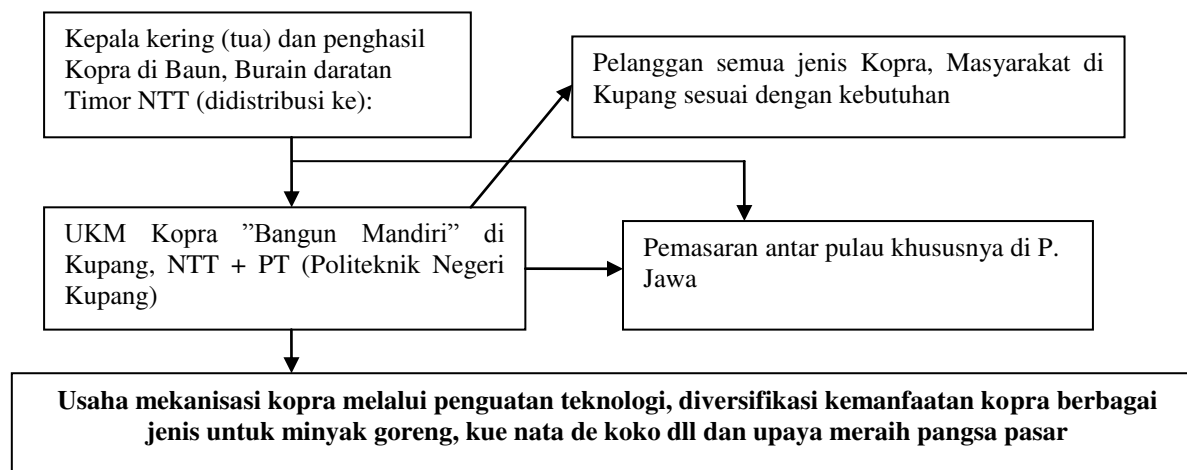 Kepala kering (tua) dan penghasil
Kopra di Baun, Burain daratan
Timor NTT (didistribusi ke):
Pelanggan semua jenis Kopra, Masyarakat di
Kupang sesuai dengan kebutuhan
UKM Kopra ”Bangun Mandiri” di
Kupang, NTT + PT (Politeknik Negeri
Kupang)
Pemasaran antar pulau khususnya di P.
Jawa
Usaha mekanisasi kopra melalui penguatan teknologi, diversifikasi kemanfaatan kopra berbagai
jenis untuk minyak goreng, kue nata de koko dll dan upaya meraih pangsa pasar